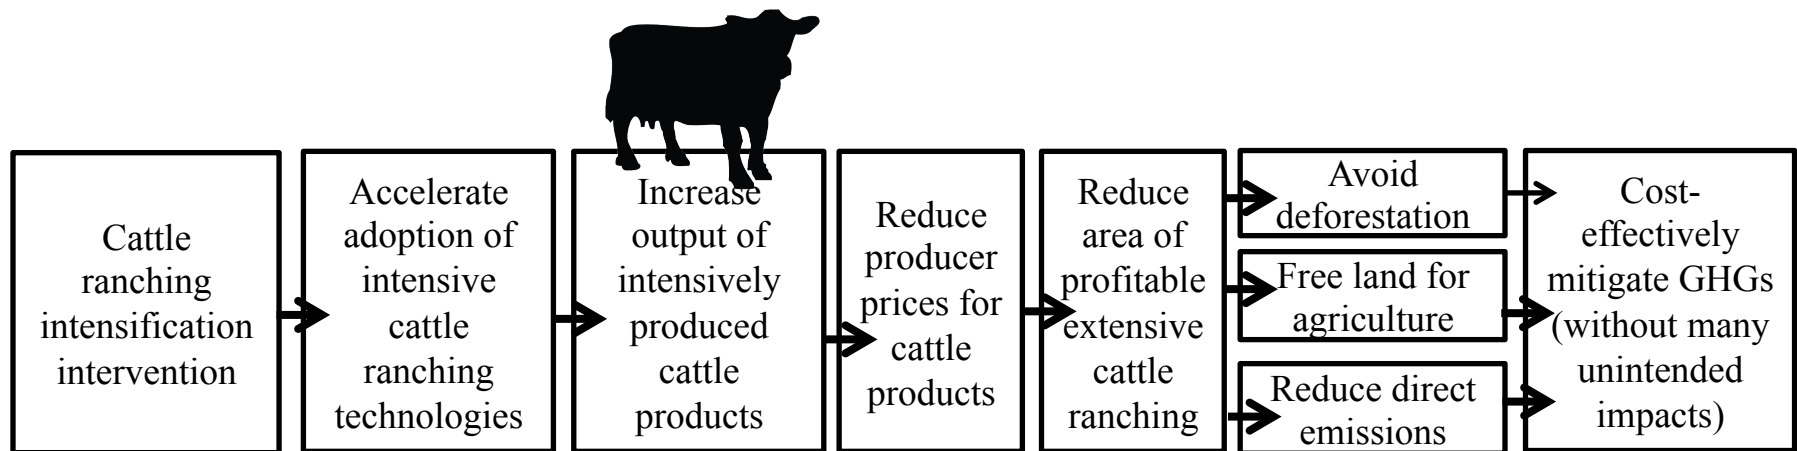 Cattle
ranching
intensification
intervention
Accelerate
adoption of
intensive
cattle
ranching
technologies
Increase
output of
intensively
produced
cattle
products
Reduce
producer
prices for
cattle
products
Reduce
area of
profitable
extensive
cattle
ranching
Avoid
deforestation
Free land for
agriculture
Reduce direct
emissions
Cost-
effectively
mitigate GHGs
(without many
unintended
impacts)